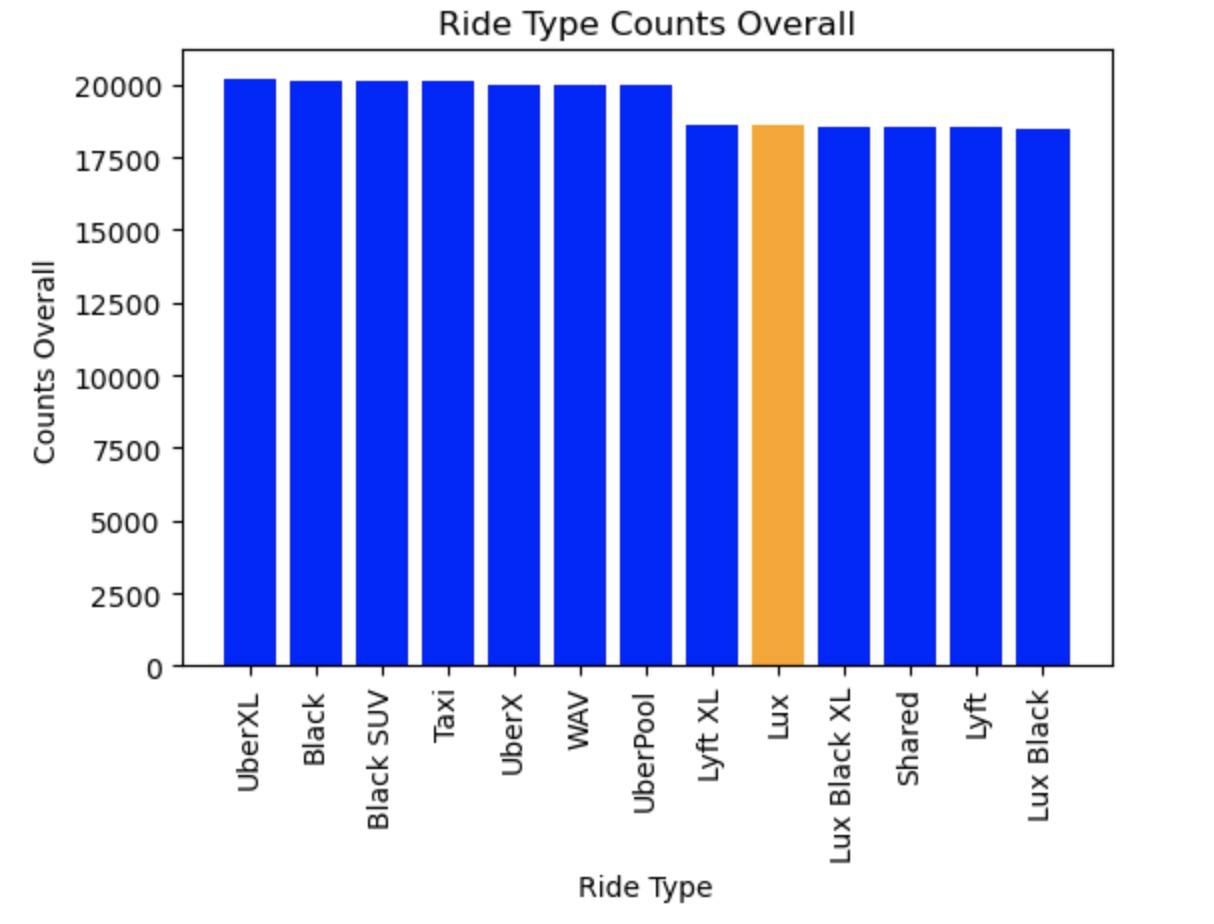 Ride Type Counts Overall
Counts Overall
20000
17500
15000
12500
10000
7500
5000
2500
0
UberXL
Black
Black SUV
Taxi
UberX
WAV
UberPool
Lyft XL
Lux
Lux Black XL
Shared
Lyft
Lux Black
Ride Type